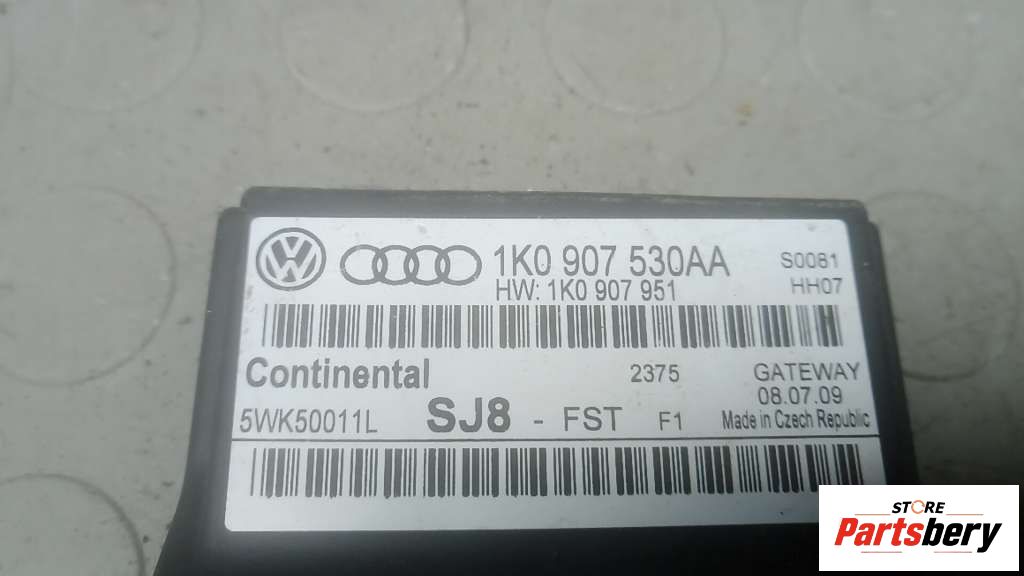 1K0 907 530AA
S0081
HW: 1K0 907 951
HH07
Continental
2375
GATEWAY
08.07.09
5WK50011L
SJ8 - FST F1
Made in Czech Republic
STORE
Partsbery